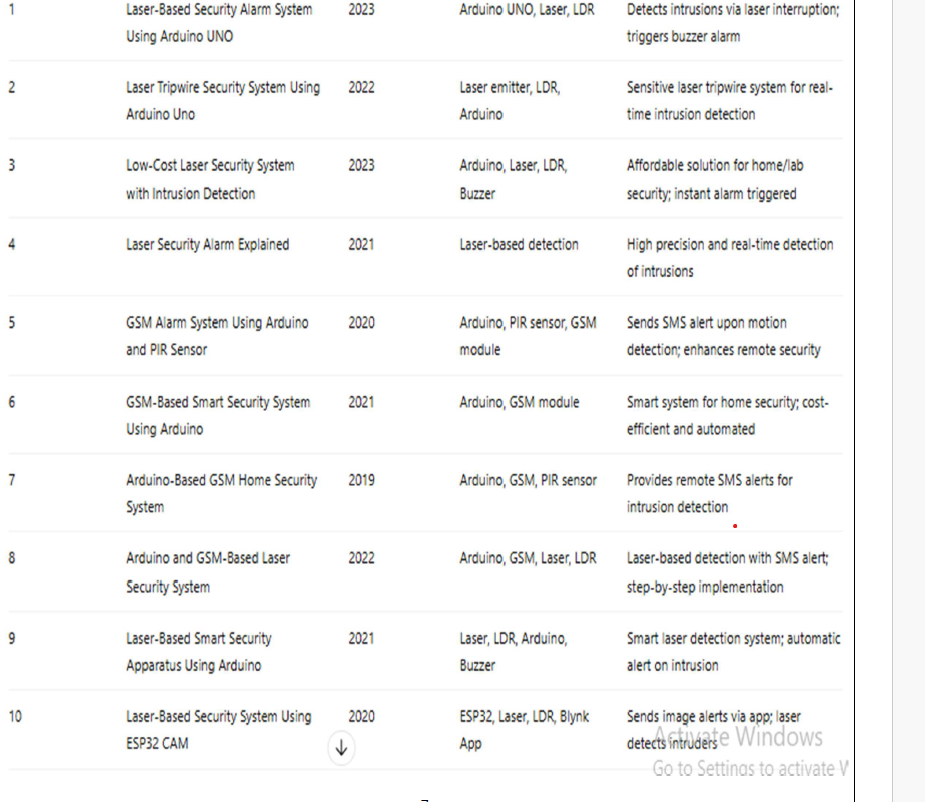 1 Laser-Based Security Alarm System 2023 Arduino UNO, Laser, LDR Detects intrusions via laser interruption;
Using Arduino UNO triggers buzzer alarm
2 Laser Tripwire Security System Using 2022 Laser emitter, LDR, Sensitive laser tripwire system for real-
Arduino Uno Arduino time intrusion detection
3 Low-Cost Laser Security System 2023 Arduino, Laser, LDR, Affordable solution for home/lab
with Intrusion Detection Buzzer security; instant alarm triggered
4 Laser Security Alarm Explained 2021 Laser-based detection High precision and real-time detection
of intrusions
5 GSM Alarm System Using Arduino 2020 Arduino, PIR sensor, GSM Sends SMS alert upon motion
and PIR Sensor module detection; enhances remote security
6 GSM-Based Smart Security System 2021 Arduino, GSM module Smart system for home security; cost-
Using Arduino efficient and automated
7 Arduino-Based GSM Home Security 2019 Arduino, GSM, PIR sensor Provides remote SMS alerts for
System intrusion detection
8 Arduino and GSM-Based Laser 2022 Arduino, GSM, Laser, LDR Laser-based detection with SMS alert;
Security System step-by-step implementation
9 Laser-Based Smart Security 2021 Laser, LDR, Arduino, Smart laser detection system; automatic
Apparatus Using Arduino Buzzer alert on intrusion
10 Laser-Based Security System Using 2020 ESP32, Laser, LDR, Blynk Sends image alerts via app; laser
ESP32 CAM App detects intruders
Activate Windows
Go to Settings to activate W